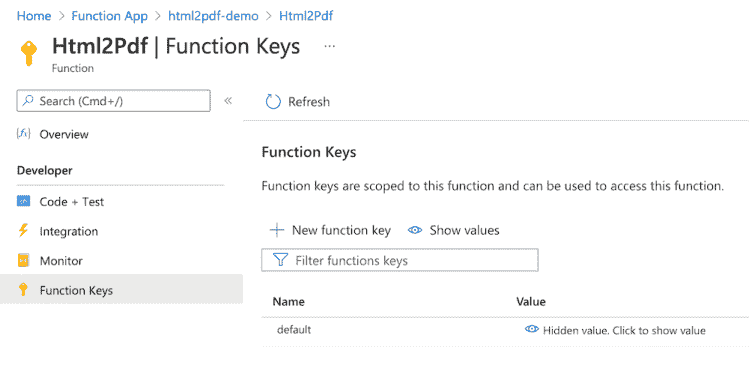 Home > Function App > html2pdf-demo > Html2Pdf
Html2Pdf | Function Keys ...
Function
Search (Cmd+/) «
Refresh
Overview
Developer
Code + Test
Integration
Monitor
Function Keys
Function Keys
Function keys are scoped to this function and can be used to access this function.
New function key Show values
Filter functions keys
Name Value
default Hidden value. Click to show value